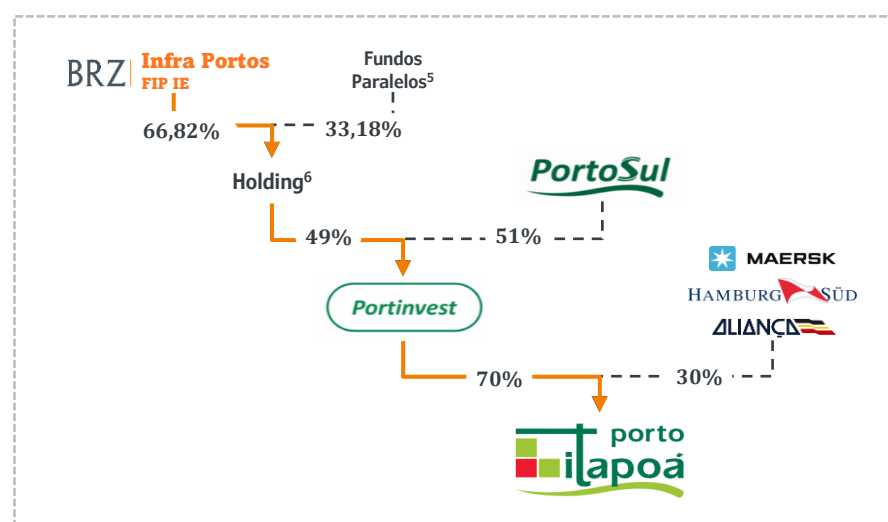 BRZ
Infra Portos
FIP IE
Fundos
Paralelos⁵
66,82%
33,18%
Holding⁶
PortoSul
49%
51%
MAERSK
HAMBURG SÜD
ALIANÇA
Portinvest
70%
30%
porto
itapoá